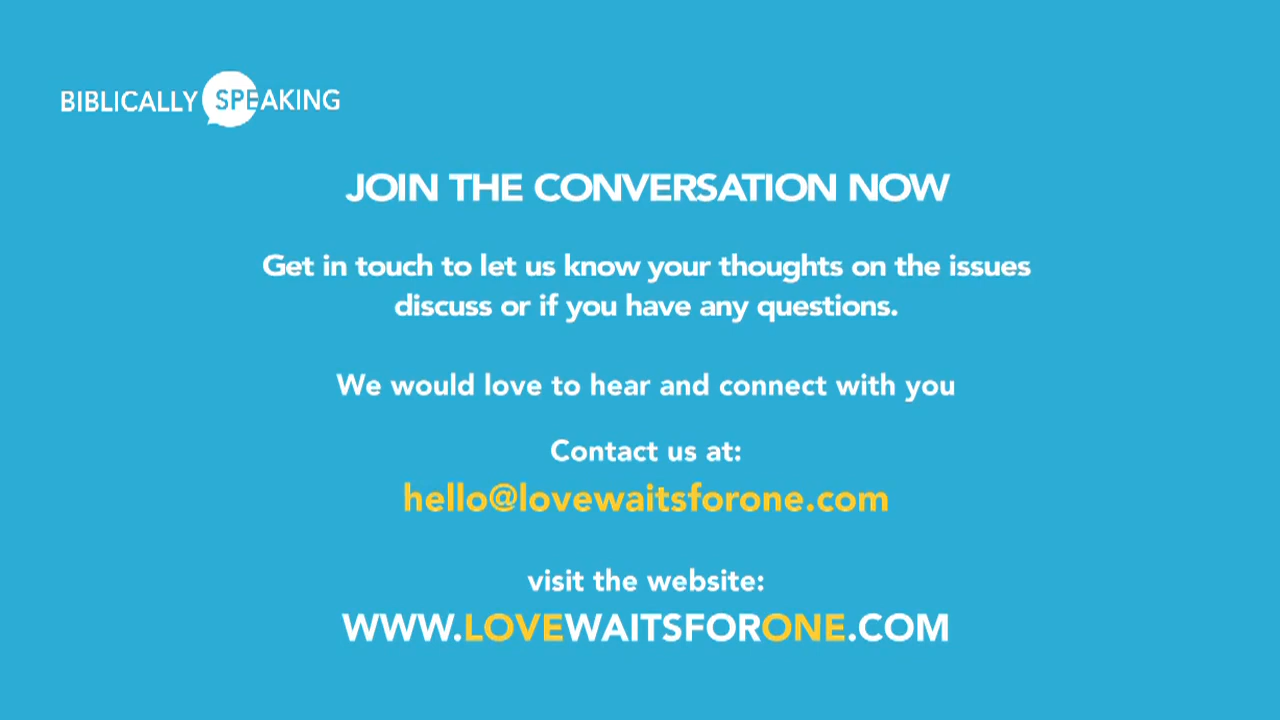 BIBLICALLY SPEAKING
JOIN THE CONVERSATION NOW
Get in touch to let us know your thoughts on the issues
discuss or if you have any questions.
We would love to hear and connect with you
Contact us at:
hello@lovewaitsforone.com
visit the website:
WWW.LOVEWAITSFORONE.COM